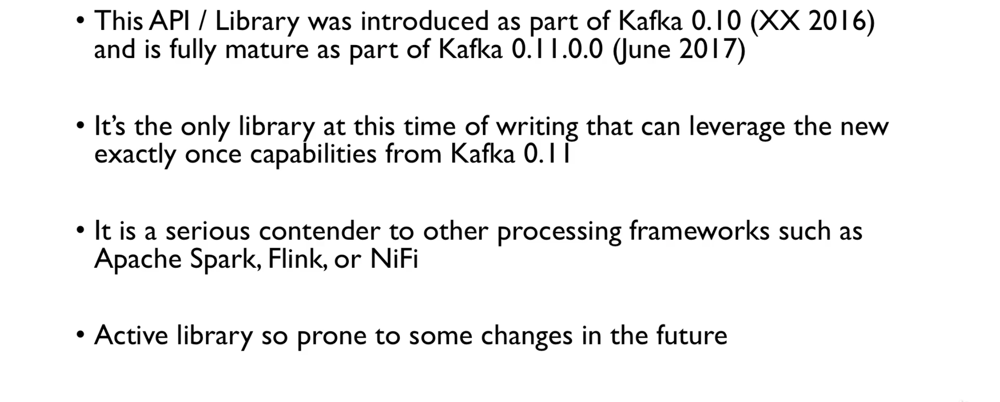 • This API / Library was introduced as part of Kafka 0.10 (XX 2016)
and is fully mature as part of Kafka 0.11.0.0 (June 2017)
• It’s the only library at this time of writing that can leverage the new
exactly once capabilities from Kafka 0.11
• It is a serious contender to other processing frameworks such as
Apache Spark, Flink, or NiFi
• Active library so prone to some changes in the future